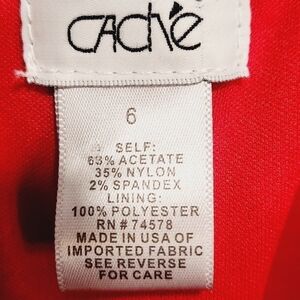 Caché
6
SELF:
63% ACETATE
35% NYLON
2% SPANDEX
LINING:
100% POLYESTER
RN # 74578
MADE IN USA OF
IMPORTED FABRIC
SEE REVERSE
FOR CARE